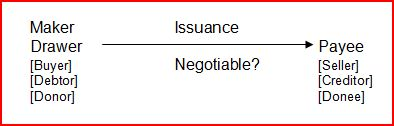 Maker
Drawer
[Buyer]
[Debtor]
[Donor]
Issuance
Negotiable?
Payee
[Seller]
[Creditor]
[Donee]